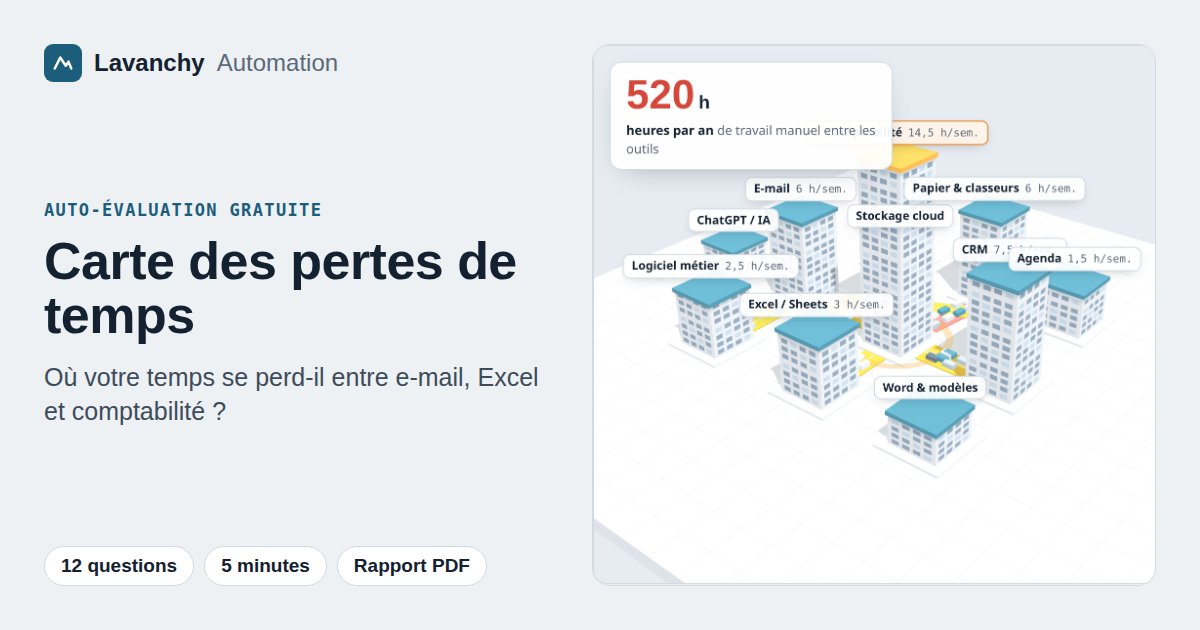 Lavanchy Automation
AUTO-ÉVALUATION GRATUITE
Carte des pertes de
temps
Où votre temps se perd-il entre e-mail, Excel
et comptabilité ?
12 questions
5 minutes
Rapport PDF
520 h
heures par an de travail manuel entre les
outils
14,5 h/sem.
E-mail 6 h/sem.
Papier & classeurs 6 h/sem.
ChatGPT / IA
Stockage cloud
CRM
Agenda 1,5 h/sem.
Logiciel métier 2,5 h/sem.
Excel / Sheets 3 h/sem.
Word & modèles